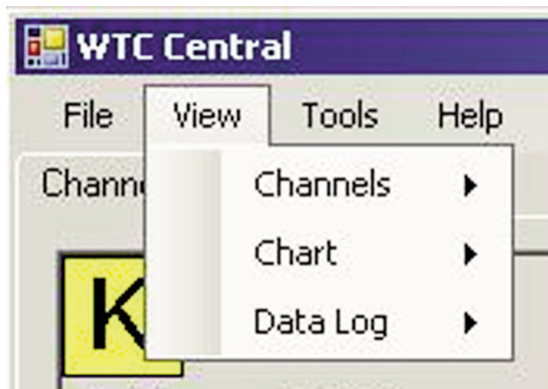 WTC Central
File View Tools Help
Channels
Chart
Data Log
K